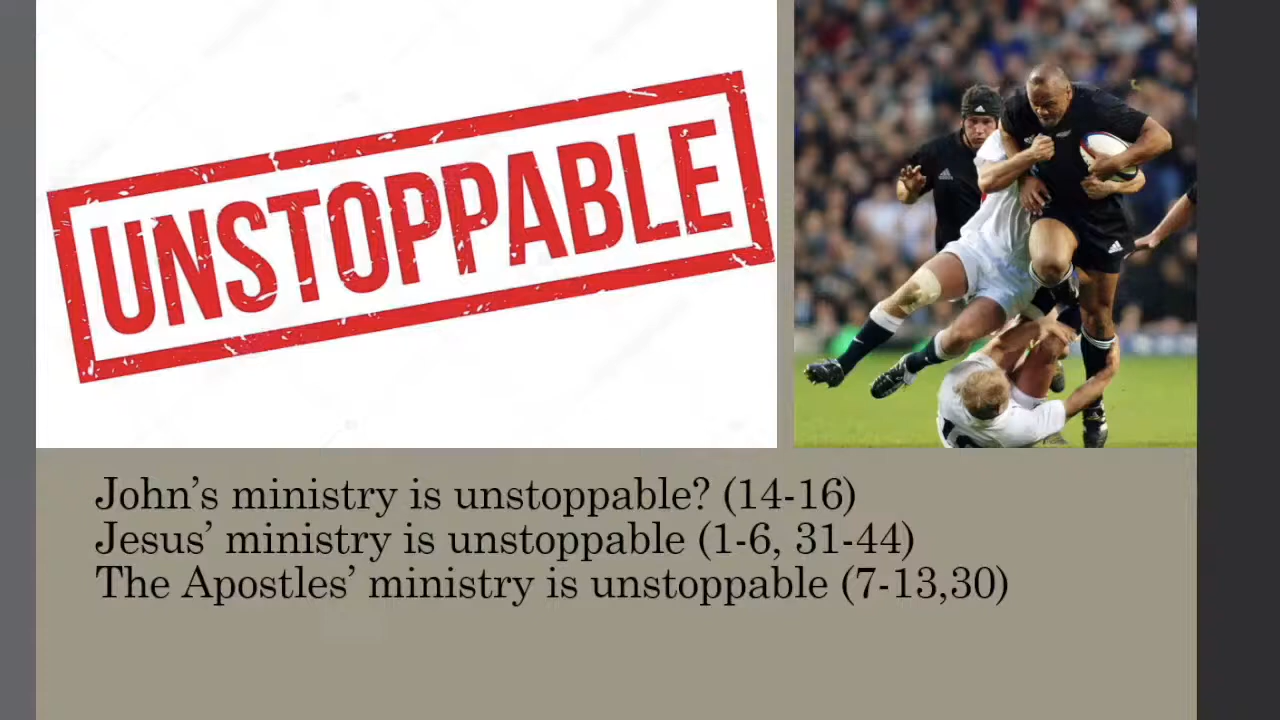 UNSTOPPABLE
John’s ministry is unstoppable? (14-16)
Jesus’ ministry is unstoppable (1-6, 31-44)
The Apostles’ ministry is unstoppable (7-13,30)